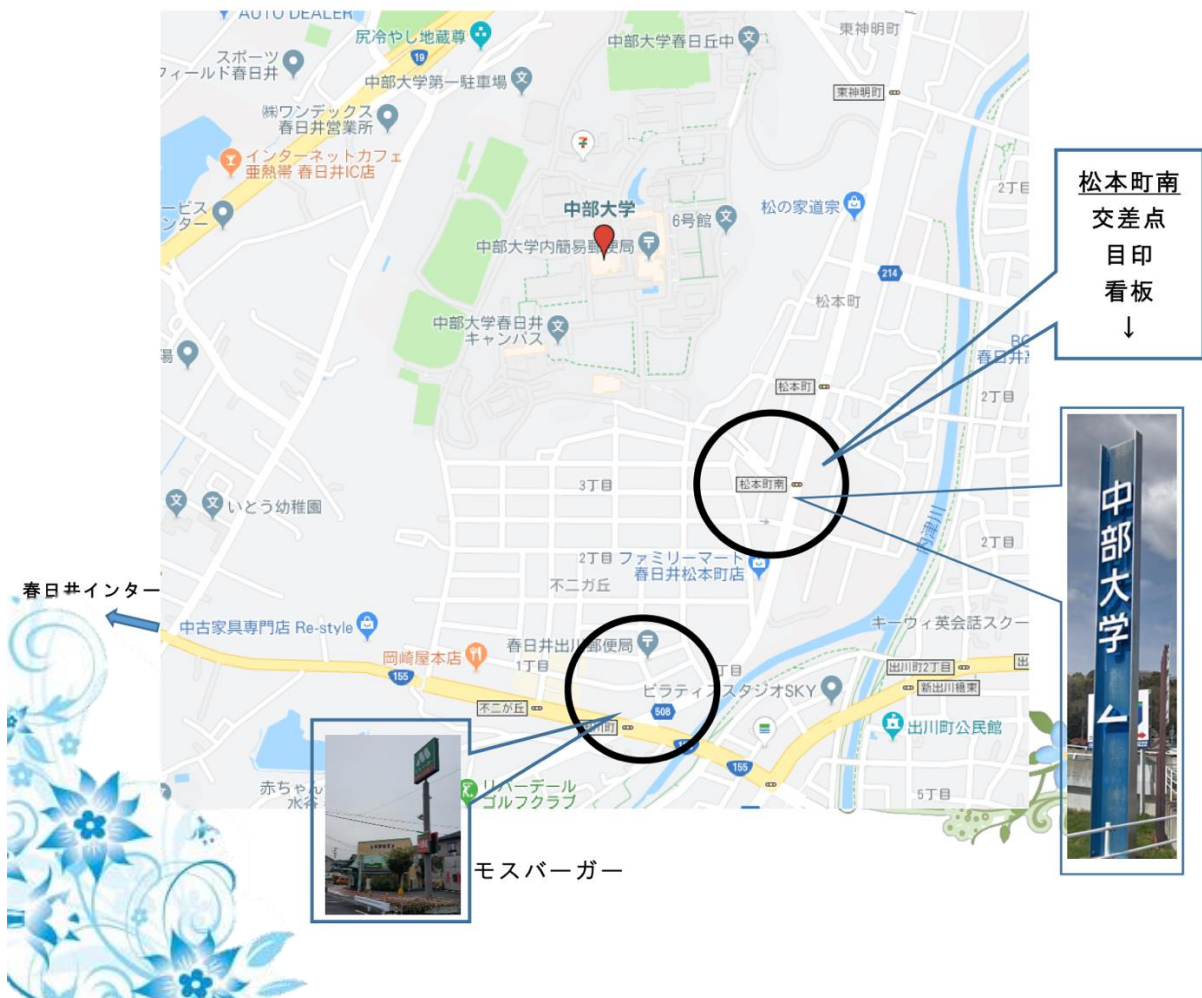 AUTO DEALER
尻冷やし地蔵尊
中部大学春日丘中
東神明町
スポーツ
フィールド春日井
19
中部大学第一駐車場
東神明町
㈱ワンデックス
春日井営業所
インターネットカフェ
亜熱帯 春日井IC店
2丁目
松本町南
交差点
目印
看板
↓
ービス
ンター
中部大学
6号館
松の家道宗
中部大学内簡易郵便局
214
松本町
中部大学春日井
キャンパス
湯
春日井
松本町
2丁目
3丁目
松本町南
いとう幼稚園
内津川
2丁目
2丁目
ファミリーマート
春日井松本町店
不二ガ丘
中部大学
春日井インター
中古家具専門店 Re-style
春日井出川郵便局
キーウィ英会話スクー
岡崎屋本店
1丁目
丁目
出川町2丁目
出
155
ピラティススタジオSKY
新出川橋東
不二が丘
508
出川町公民館
155
155
赤ちゃん
水谷
リバーデール
ゴルフクラブ
5丁目
モスバーガー